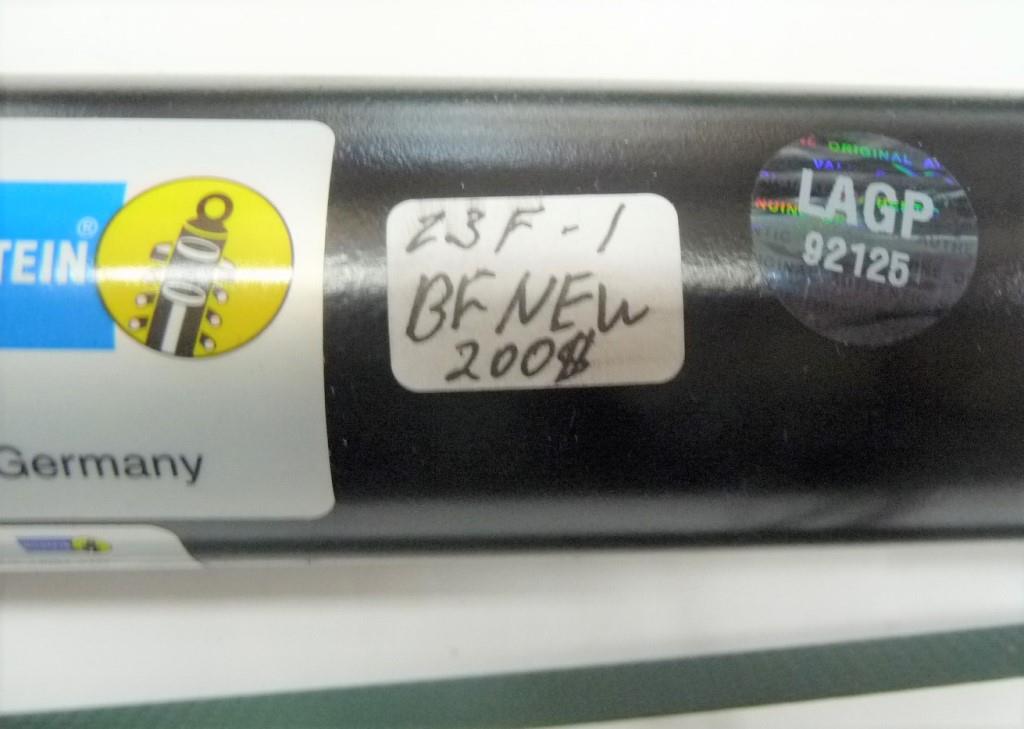 TEIN®
Germany
Z3F-1
BF NEW
2008
ORIGINAL
LAGP
92125